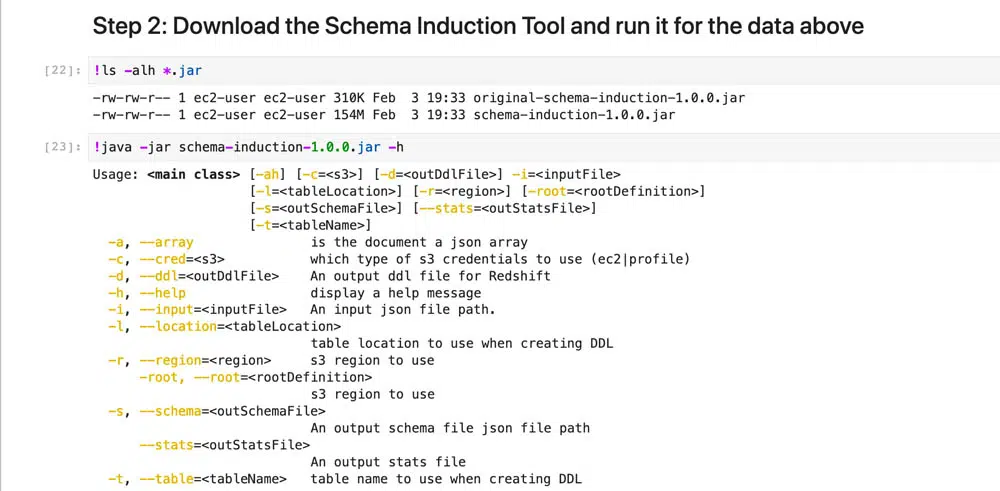 Step 2: Download the Schema Induction Tool and run it for the data above
[22]: !ls -alh *.jar
-rw-rw-r-- 1 ec2-user ec2-user 310K Feb  3 19:33 original-schema-induction-1.0.0.jar
-rw-rw-r-- 1 ec2-user ec2-user 154M Feb  3 19:33 schema-induction-1.0.0.jar
[23]: !java -jar schema-induction-1.0.0.jar -h
Usage: <main class> [-ah] [-c=<s3>] [-d=<outDdlFile>] -i=<inputFile>
[-l=<tableLocation>] [-r=<region>] [-root=<rootDefinition>]
[-s=<outSchemaFile>] [--stats=<outStatsFile>]
[-t=<tableName>]
-a, --array is the document a json array
-c, --cred=<s3> which type of s3 credentials to use (ec2|profile)
-d, --ddl=<outDdlFile> An output ddl file for Redshift
-h, --help display a help message
-i, --input=<inputFile> An input json file path.
-l, --location=<tableLocation>
table location to use when creating DDL
-r, --region=<region> s3 region to use
-root, --root=<rootDefinition>
s3 region to use
-s, --schema=<outSchemaFile>
An output schema file json file path
--stats=<outStatsFile>
An output stats file
-t, --table=<tableName> table name to use when creating DDL